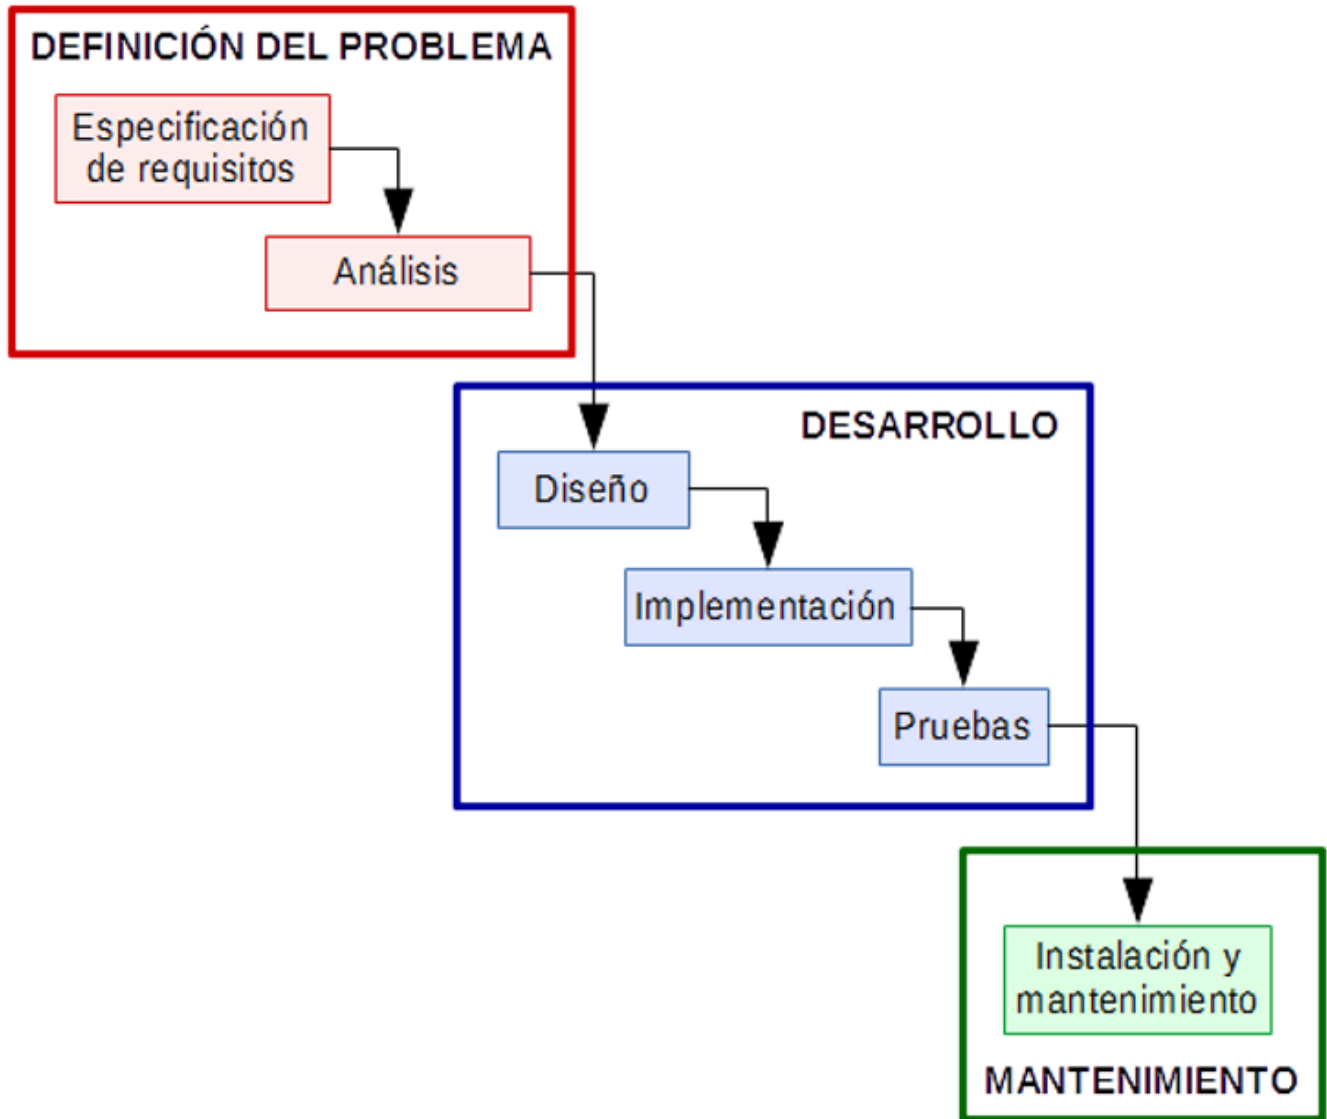 DEFINICIÓN DEL PROBLEMA
Especificación
de requisitos
Análisis
DESARROLLO
Diseño
Implementación
Pruebas
Instalación y
mantenimiento
MANTENIMIENTO